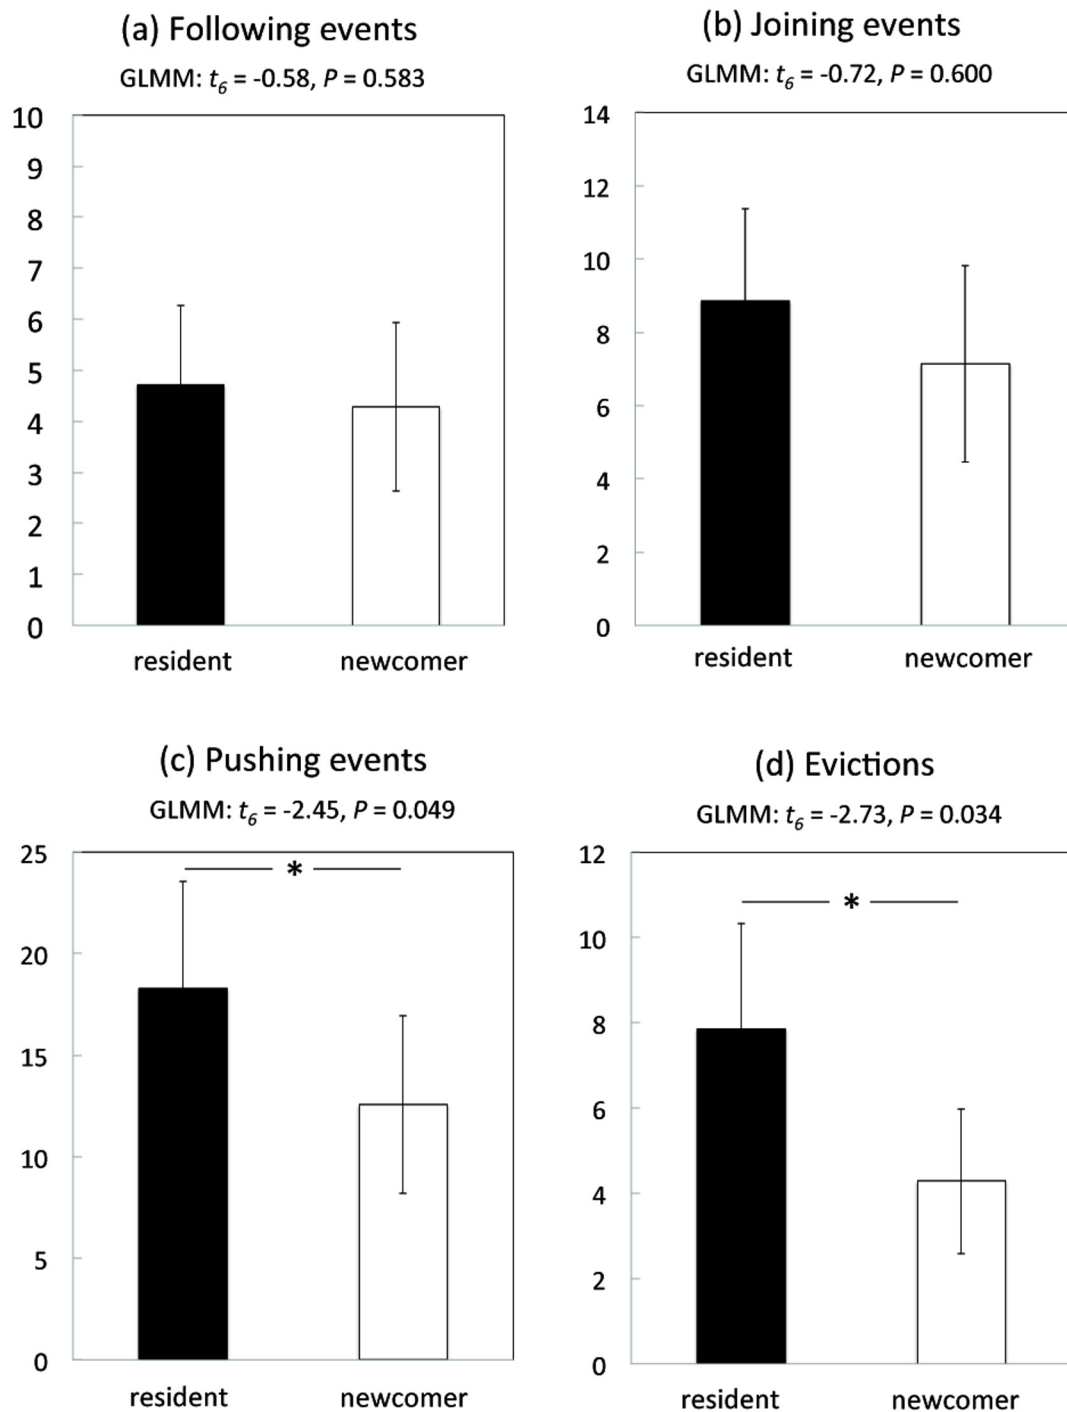 (a) Following events
GLMM: t6 = -0.58, P = 0.583
10
9
8
7
6
5
4
3
2
1
0
resident newcomer
(b) Joining events
GLMM: t6 = -0.72, P = 0.600
14
12
10
8
6
4
2
0
resident newcomer
(c) Pushing events
GLMM: t6 = -2.45, P = 0.049
25
*
20
15
10
5
0
resident newcomer
(d) Evictions
GLMM: t6 = -2.73, P = 0.034
12
*
10
8
6
4
2
0
resident newcomer